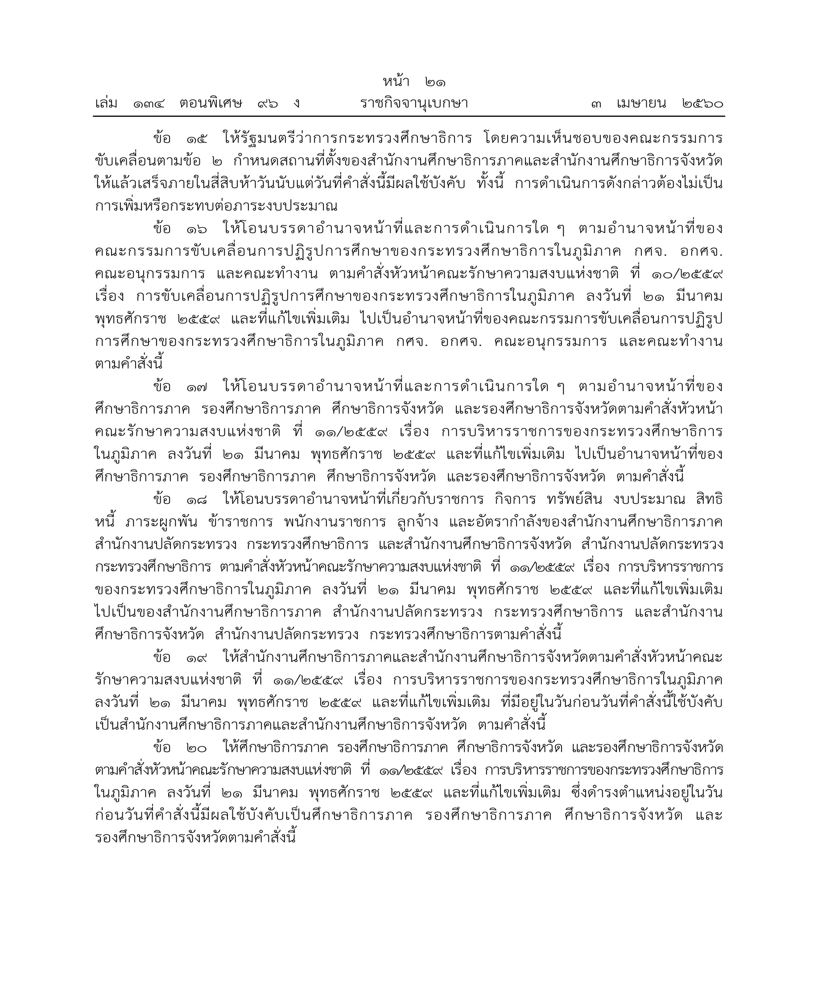 หน้า ๒๑
เล่ม ๑๓๔ ตอนพิเศษ ๙๖ ง ราชกิจจานุเบกษา ๓ เมษายน ๒๕๖๐
ข้อ ๑๕ ให้รัฐมนตรีว่าการกระทรวงศึกษาธิการ โดยความเห็นชอบของคณะกรรมการ
ขับเคลื่อนตามข้อ ๒ กำหนดสถานที่ตั้งของสำนักงานศึกษาธิการภาคและสำนักงานศึกษาธิการจังหวัด
ให้แล้วเสร็จภายในสี่สิบห้าวันนับแต่วันที่คำสั่งนี้มีผลใช้บังคับ ทั้งนี้ การดำเนินการดังกล่าวต้องไม่เป็น
การเพิ่มหรือกระทบต่อภาระงบประมาณ
ข้อ ๑๖ ให้โอนบรรดาอำนาจหน้าที่และการดำเนินการใด ๆ ตามอำนาจหน้าที่ของ
คณะกรรมการขับเคลื่อนการปฏิรูปการศึกษาของกระทรวงศึกษาธิการในภูมิภาค กศจ. อกศจ.
คณะอนุกรรมการ และคณะทำงาน ตามคำสั่งหัวหน้าคณะรักษาความสงบแห่งชาติ ที่ ๑๐/๒๕๕๙
เรื่อง การขับเคลื่อนการปฏิรูปการศึกษาของกระทรวงศึกษาธิการในภูมิภาค ลงวันที่ ๒๑ มีนาคม
พุทธศักราช ๒๕๕๙ และที่แก้ไขเพิ่มเติม ไปเป็นอำนาจหน้าที่ของคณะกรรมการขับเคลื่อนการปฏิรูป
การศึกษาของกระทรวงศึกษาธิการในภูมิภาค กศจ. อกศจ. คณะอนุกรรมการ และคณะทำงาน
ตามคำสั่งนี้
ข้อ ๑๗ ให้โอนบรรดาอำนาจหน้าที่และการดำเนินการใด ๆ ตามอำนาจหน้าที่ของ
ศึกษาธิการภาค รองศึกษาธิการภาค ศึกษาธิการจังหวัด และรองศึกษาธิการจังหวัดตามคำสั่งหัวหน้า
คณะรักษาความสงบแห่งชาติ ที่ ๑๑/๒๕๕๙ เรื่อง การบริหารราชการของกระทรวงศึกษาธิการ
ในภูมิภาค ลงวันที่ ๒๑ มีนาคม พุทธศักราช ๒๕๕๙ และที่แก้ไขเพิ่มเติม ไปเป็นอำนาจหน้าที่ของ
ศึกษาธิการภาค รองศึกษาธิการภาค ศึกษาธิการจังหวัด และรองศึกษาธิการจังหวัด ตามคำสั่งนี้
ข้อ ๑๘ ให้โอนบรรดาอำนาจหน้าที่เกี่ยวกับราชการ กิจการ ทรัพย์สิน งบประมาณ สิทธิ
หนี้ ภาระผูกพัน ข้าราชการ พนักงานราชการ ลูกจ้าง และอัตรากำลังของสำนักงานศึกษาธิการภาค
สำนักงานปลัดกระทรวง กระทรวงศึกษาธิการ และสำนักงานศึกษาธิการจังหวัด สำนักงานปลัดกระทรวง
กระทรวงศึกษาธิการ ตามคำสั่งหัวหน้าคณะรักษาความสงบแห่งชาติ ที่ ๑๑/๒๕๕๙ เรื่อง การบริหารราชการ
ของกระทรวงศึกษาธิการในภูมิภาค ลงวันที่ ๒๑ มีนาคม พุทธศักราช ๒๕๕๙ และที่แก้ไขเพิ่มเติม
ไปเป็นของสำนักงานศึกษาธิการภาค สำนักงานปลัดกระทรวง กระทรวงศึกษาธิการ และสำนักงาน
ศึกษาธิการจังหวัด สำนักงานปลัดกระทรวง กระทรวงศึกษาธิการตามคำสั่งนี้
ข้อ ๑๙ ให้สำนักงานศึกษาธิการภาคและสำนักงานศึกษาธิการจังหวัดตามคำสั่งหัวหน้าคณะ
รักษาความสงบแห่งชาติ ที่ ๑๑/๒๕๕๙ เรื่อง การบริหารราชการของกระทรวงศึกษาธิการในภูมิภาค
ลงวันที่ ๒๑ มีนาคม พุทธศักราช ๒๕๕๙ และที่แก้ไขเพิ่มเติม ที่มีอยู่ในวันก่อนวันที่คำสั่งนี้ใช้บังคับ
เป็นสำนักงานศึกษาธิการภาคและสำนักงานศึกษาธิการจังหวัด ตามคำสั่งนี้
ข้อ ๒๐ ให้ศึกษาธิการภาค รองศึกษาธิการภาค ศึกษาธิการจังหวัด และรองศึกษาธิการจังหวัด
ตามคำสั่งหัวหน้าคณะรักษาความสงบแห่งชาติ ที่ ๑๑/๒๕๕๙ เรื่อง การบริหารราชการของกระทรวงศึกษาธิการ
ในภูมิภาค ลงวันที่ ๒๑ มีนาคม พุทธศักราช ๒๕๕๙ และที่แก้ไขเพิ่มเติม ซึ่งดำรงตำแหน่งอยู่ในวัน
ก่อนวันที่คำสั่งนี้มีผลใช้บังคับเป็นศึกษาธิการภาค รองศึกษาธิการภาค ศึกษาธิการจังหวัด และ
รองศึกษาธิการจังหวัดตามคำสั่งนี้